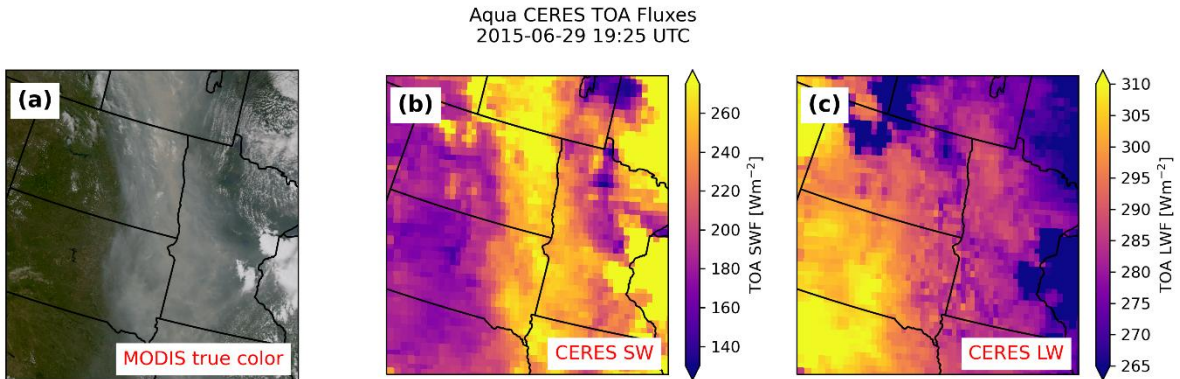 Aqua CERES TOA Fluxes
2015-06-29 19:25 UTC
(a)
MODIS true color
(b)
CERES SW
260
240
220
200
180
160
140
TOA SWF [Wm⁻²]
(c)
CERES LW
310
305
300
295
290
285
280
275
270
265
TOA LWF [Wm⁻²]